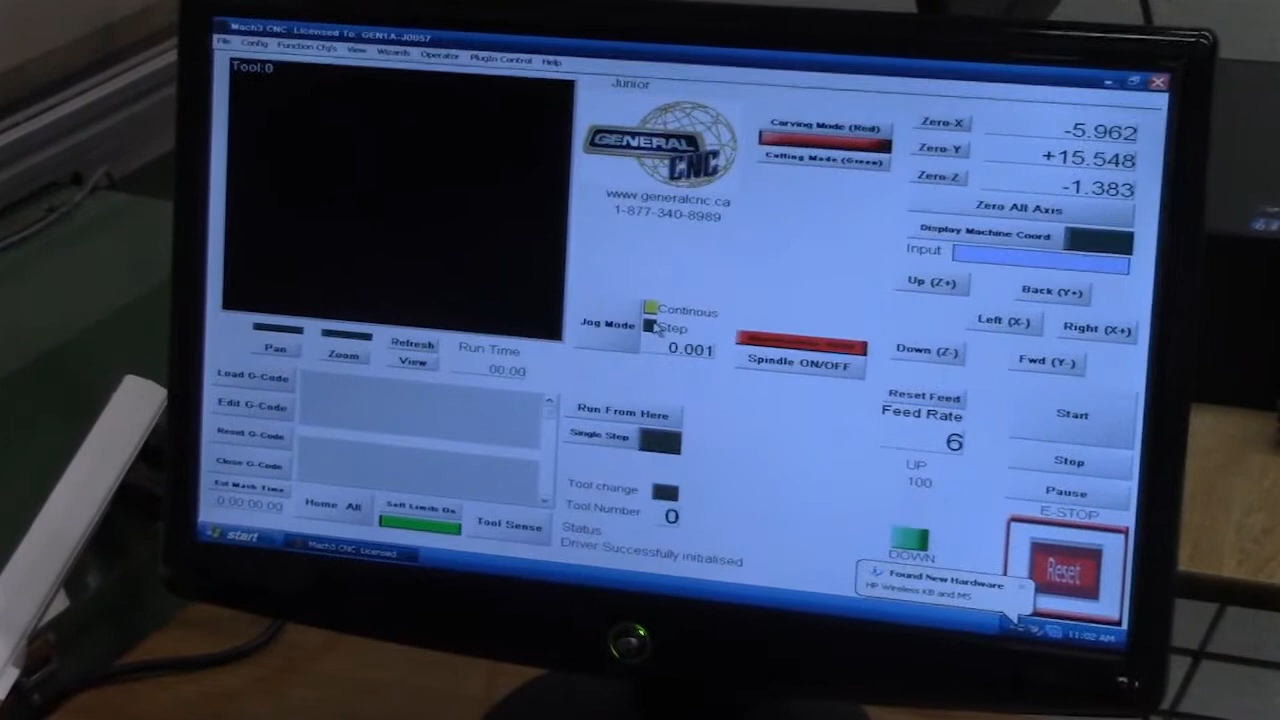 Mach3 CNC Licensed To: GEN1A-J0057
File Config Function Cfg's View Wizards Operator PlugIn Control Help
Tool:0
Junior
GENERAL
CNC
www.generalcnc.ca
1-877-340-8989
Carving Mode (Red)
Cutting Mode (Green)
Zero-X -5.962
Zero-Y +15.548
Zero-Z -1.383
Zero All Axis
Display Machine Coord
Input
Up (Z+) Back (Y+)
Left (X-) Right (X+)
Down (Z-) Fwd (Y-)
Jog Mode
Continous
Step
0.001
Spindle ON/OFF
Pan Zoom Refresh View
Run Time
00:00
Load G-Code
Edit G-Code
Reset G-Code
Close G-Code
Est Mach Time
0:00:00:00
Home All
Soft Limits On
Tool Sense
Run From Here
Single Step
Tool change
Tool Number 0
Status
Driver Successfully initialised
Reset Feed
Feed Rate
6
UP
100
DOWN
Start
Stop
Pause
E-STOP
Reset
Found New Hardware
HP Wireless KB and MS
start
Mach3 CNC Licensed
11:02 AM